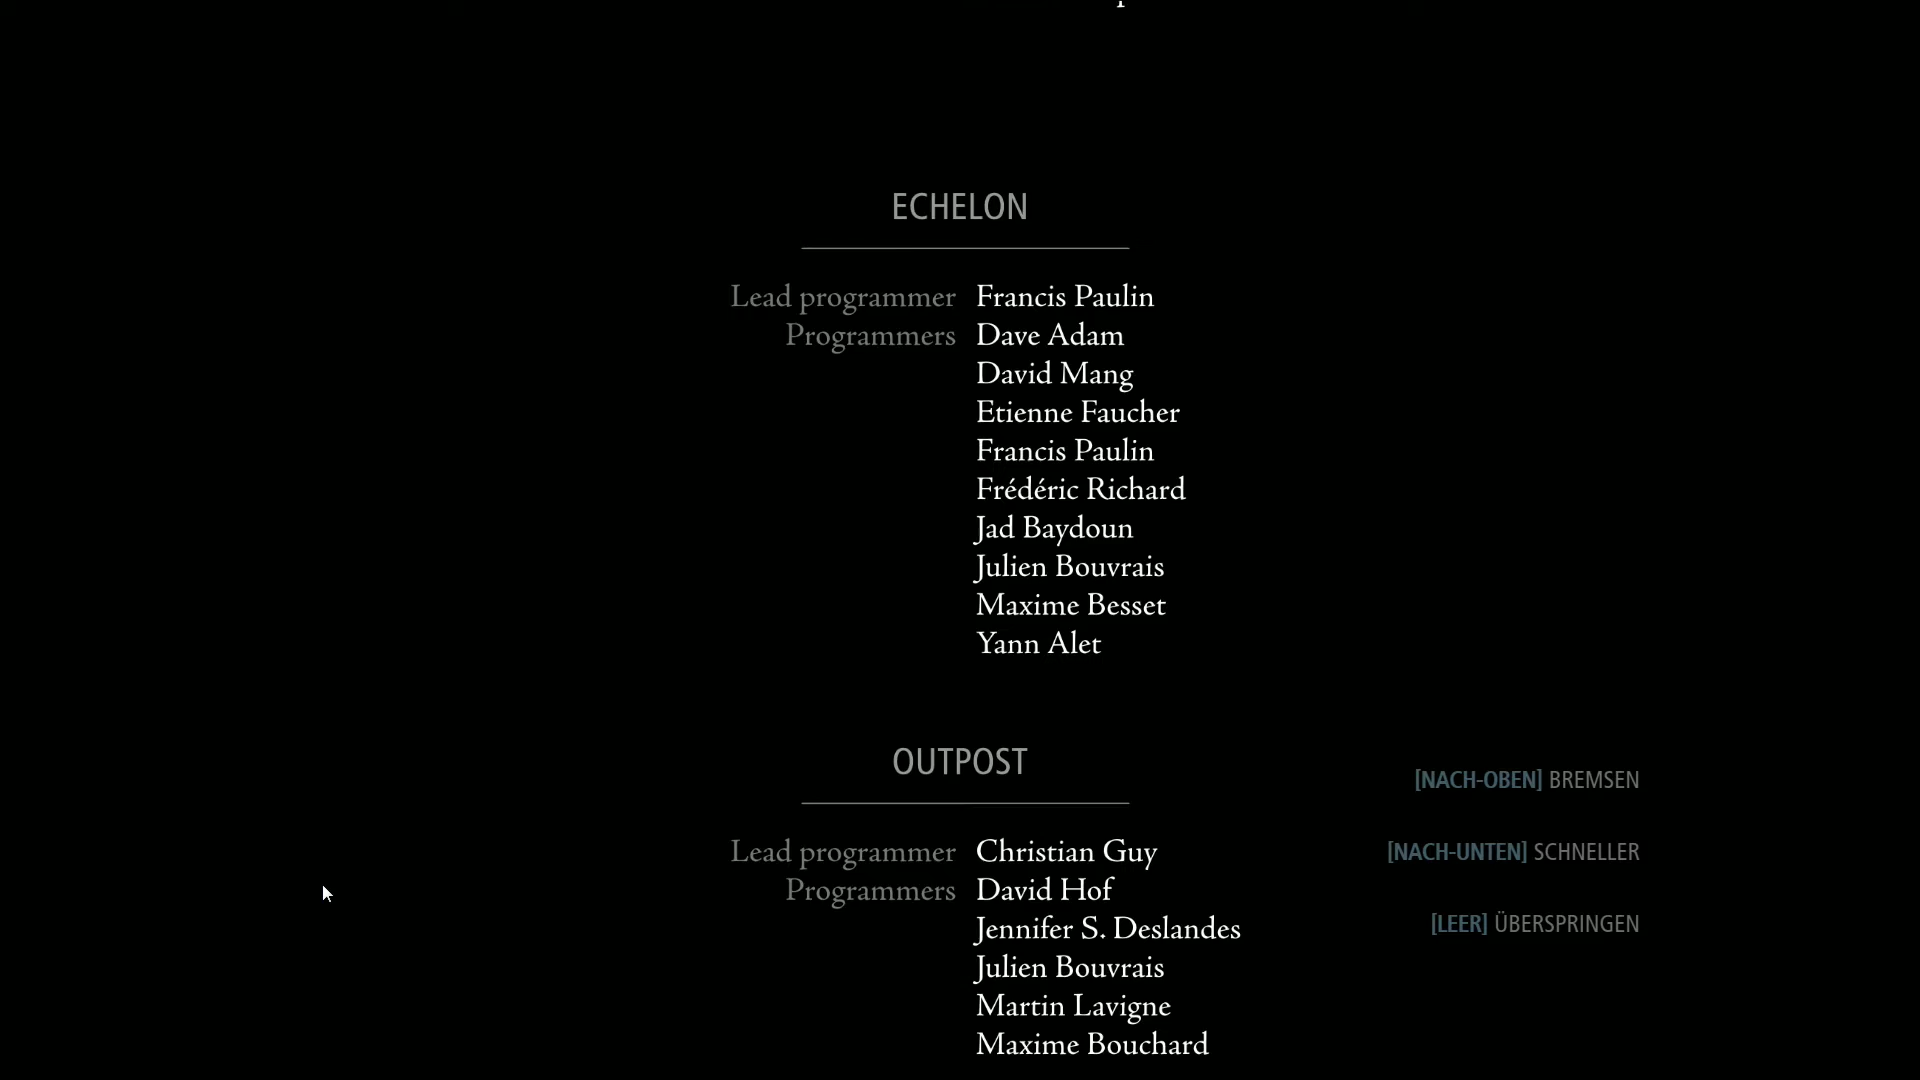 ECHELON
Lead programmer Francis Paulin
Programmers Dave Adam
David Mang
Etienne Faucher
Francis Paulin
Frédéric Richard
Jad Baydoun
Julien Bouvrais
Maxime Besset
Yann Alet
OUTPOST
Lead programmer Christian Guy
Programmers David Hof
Jennifer S. Deslandes
Julien Bouvrais
Martin Lavigne
Maxime Bouchard
[NACH-OBEN] BREMSEN
[NACH-UNTEN] SCHNELLER
[LEER] ÜBERSPRINGEN